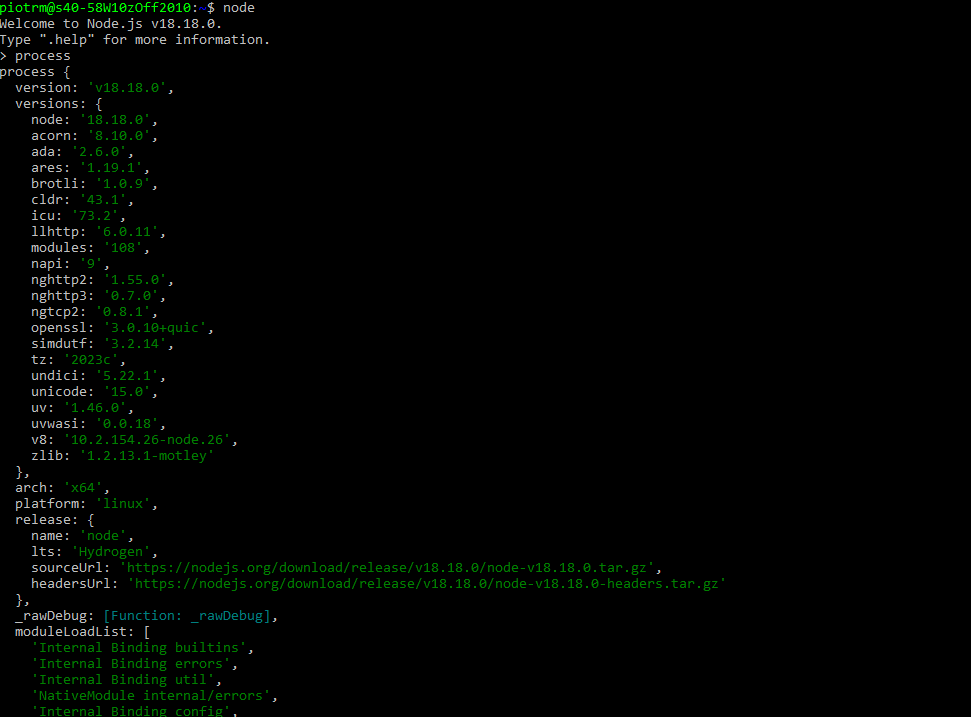 piotrm@s40-58W10zOff2010:~$ node
Welcome to Node.js v18.18.0.
Type ".help" for more information.
> process
process {
  version: 'v18.18.0',
  versions: {
    node: '18.18.0',
    acorn: '8.10.0',
    ada: '2.6.0',
    ares: '1.19.1',
    brotli: '1.0.9',
    cldr: '43.1',
    icu: '73.2',
    llhttp: '6.0.11',
    modules: '108',
    napi: '9',
    nghttp2: '1.55.0',
    nghttp3: '0.7.0',
    ngtcp2: '0.8.1',
    openssl: '3.0.10+quic',
    simdutf: '3.2.14',
    tz: '2023c',
    undici: '5.22.1',
    unicode: '15.0',
    uv: '1.46.0',
    uvwasi: '0.0.18',
    v8: '10.2.154.26-node.26',
    zlib: '1.2.13.1-motley'
  },
  arch: 'x64',
  platform: 'linux',
  release: {
    name: 'node',
    lts: 'Hydrogen',
    sourceUrl: 'https://nodejs.org/download/release/v18.18.0/node-v18.18.0.tar.gz',
    headersUrl: 'https://nodejs.org/download/release/v18.18.0/node-v18.18.0-headers.tar.gz'
  },
  _rawDebug: [Function: _rawDebug],
  moduleLoadList: [
    'Internal Binding builtins',
    'Internal Binding errors',
    'Internal Binding util',
    'NativeModule internal/errors',
    'Internal Binding config',